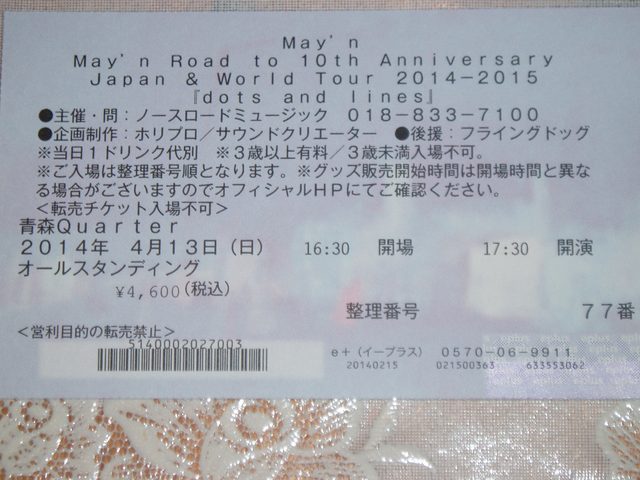 May'n
May'n Road to 10th Anniversary
Japan & World Tour 2014-2015
『dots and lines』
●主催・問：ノースロードミュージック 018-833-7100
●企画制作：ホリプロ／サウンドクリエーター ●後援：フライングドッグ
※当日１ドリンク代別 ※３歳以上有料／３歳未満入場不可。
※ご入場は整理番号順となります。※グッズ販売開始時間は開場時間と異な
る場合がございますのでオフィシャルＨＰにてご確認ください。
＜転売チケット入場不可＞
青森Quarter
２０１４年 ４月１３日（日） 16:30 開場 17:30 開演
オールスタンディング
¥4,600(税込)
整理番号 ７７番
＜営利目的の転売禁止＞
5140002027003
e+（イープラス） 0570-06-9911
20140215 021500363 633553062